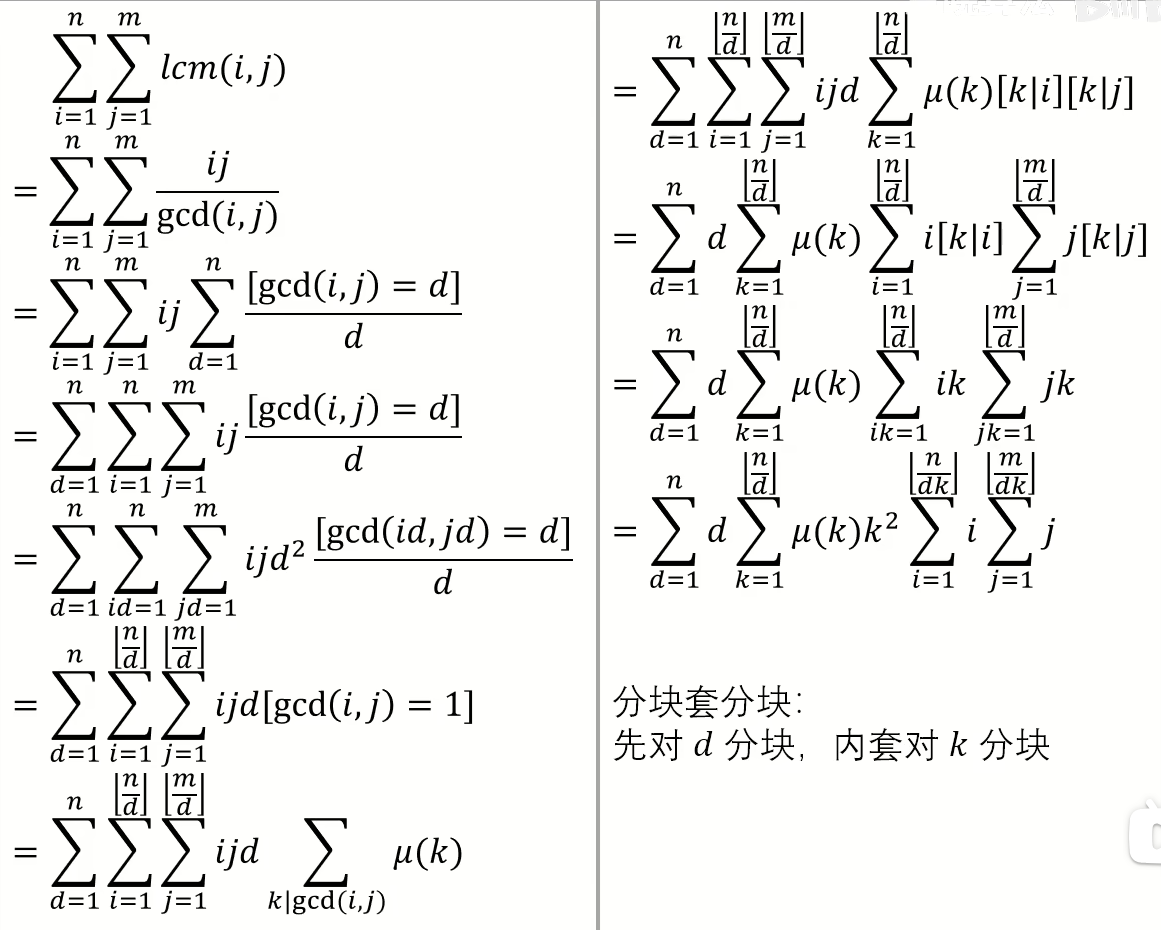 $\sum_{i=1}^{n}\sum_{j=1}^{m} lcm(i,j)$
$=\sum_{i=1}^{n}\sum_{j=1}^{m} \frac{ij}{\gcd(i,j)}$
$=\sum_{i=1}^{n}\sum_{j=1}^{m} ij \sum_{d=1}^{n} \frac{[\gcd(i,j)=d]}{d}$
$=\sum_{d=1}^{n}\sum_{i=1}^{n}\sum_{j=1}^{m} ij \frac{[\gcd(i,j)=d]}{d}$
$=\sum_{d=1}^{n}\sum_{id=1}^{n}\sum_{jd=1}^{m} ijd^2 \frac{[\gcd(id,jd)=d]}{d}$
$=\sum_{d=1}^{n}\sum_{i=1}^{\lfloor\frac{n}{d}\rfloor}\sum_{j=1}^{\lfloor\frac{m}{d}\rfloor} ijd[\gcd(i,j)=1]$
$=\sum_{d=1}^{n}\sum_{i=1}^{\lfloor\frac{n}{d}\rfloor}\sum_{j=1}^{\lfloor\frac{m}{d}\rfloor} ijd \sum_{k|\gcd(i,j)} \mu(k)$
$=\sum_{d=1}^{n}\sum_{i=1}^{\lfloor\frac{n}{d}\rfloor}\sum_{j=1}^{\lfloor\frac{m}{d}\rfloor} ijd \sum_{k=1}^{\lfloor\frac{n}{d}\rfloor} \mu(k)[k|i][k|j]$
$=\sum_{d=1}^{n} d \sum_{k=1}^{\lfloor\frac{n}{d}\rfloor} \mu(k) \sum_{i=1}^{\lfloor\frac{n}{d}\rfloor} i[k|i] \sum_{j=1}^{\lfloor\frac{m}{d}\rfloor} j[k|j]$
$=\sum_{d=1}^{n} d \sum_{k=1}^{\lfloor\frac{n}{d}\rfloor} \mu(k) \sum_{ik=1}^{\lfloor\frac{n}{d}\rfloor} ik \sum_{jk=1}^{\lfloor\frac{m}{d}\rfloor} jk$
$=\sum_{d=1}^{n} d \sum_{k=1}^{\lfloor\frac{n}{d}\rfloor} \mu(k)k^2 \sum_{i=1}^{\lfloor\frac{n}{dk}\rfloor} i \sum_{j=1}^{\lfloor\frac{m}{dk}\rfloor} j$
分块套分块：
先对 d 分块，内套对 k 分块